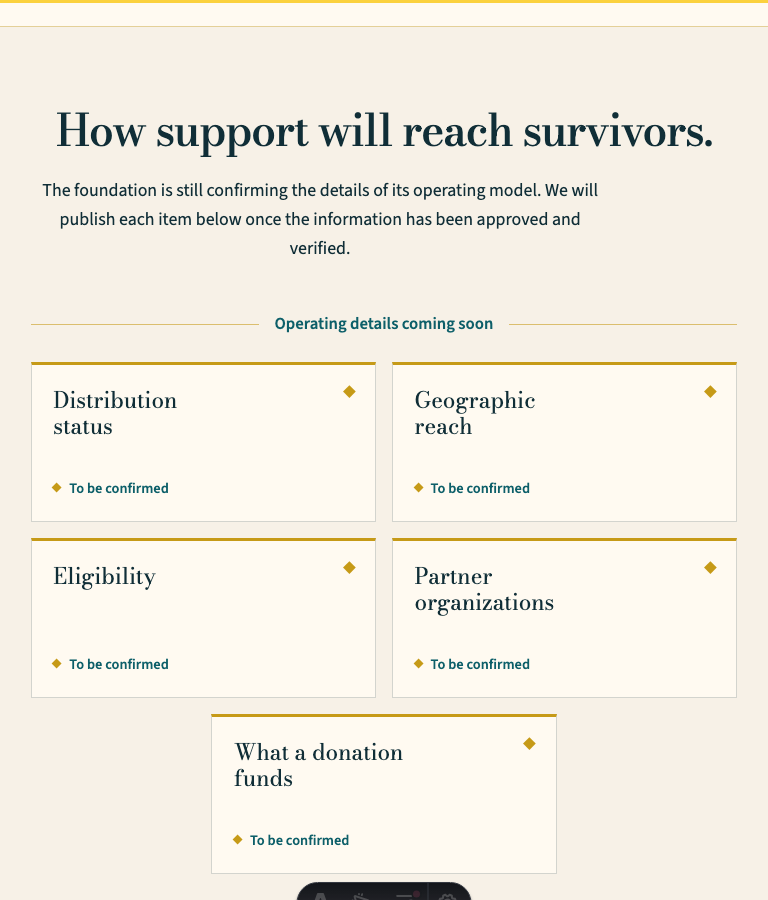 How support will reach survivors.
The foundation is still confirming the details of its operating model. We will
publish each item below once the information has been approved and
verified.
Operating details coming soon
Distribution
status
To be confirmed
Geographic
reach
To be confirmed
Eligibility
To be confirmed
Partner
organizations
To be confirmed
What a donation
funds
To be confirmed